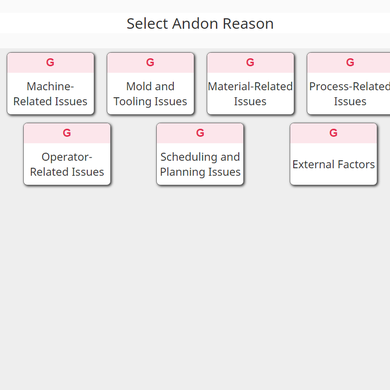 Select Andon Reason
G
G
G
G
Machine-
Related Issues
Mold and
Tooling Issues
Material-Related
Issues
Process-Related
Issues
G
G
G
Operator-
Related Issues
Scheduling and
Planning Issues
External Factors